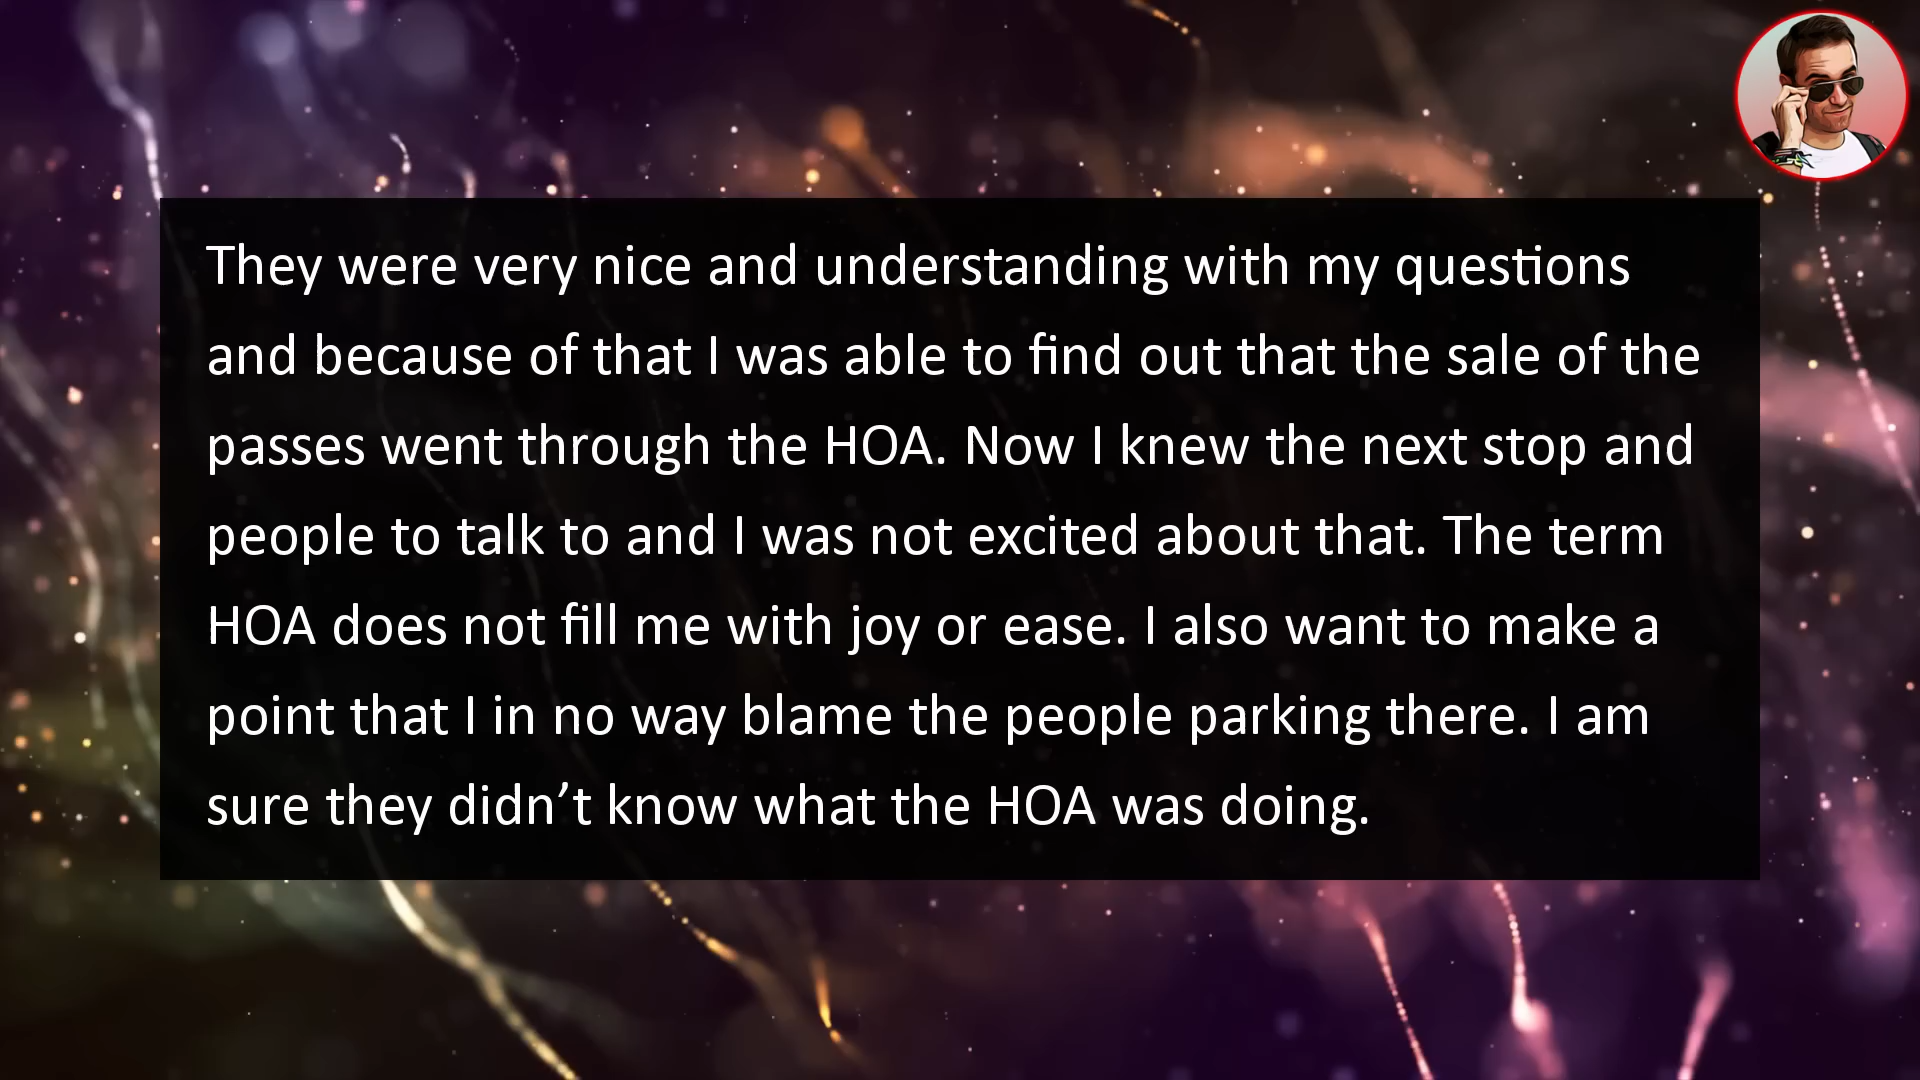 They were very nice and understanding with my questions
and because of that I was able to find out that the sale of the
passes went through the HOA. Now I knew the next stop and
people to talk to and I was not excited about that. The term
HOA does not fill me with joy or ease. I also want to make a
point that I in no way blame the people parking there. I am
sure they didn’t know what the HOA was doing.